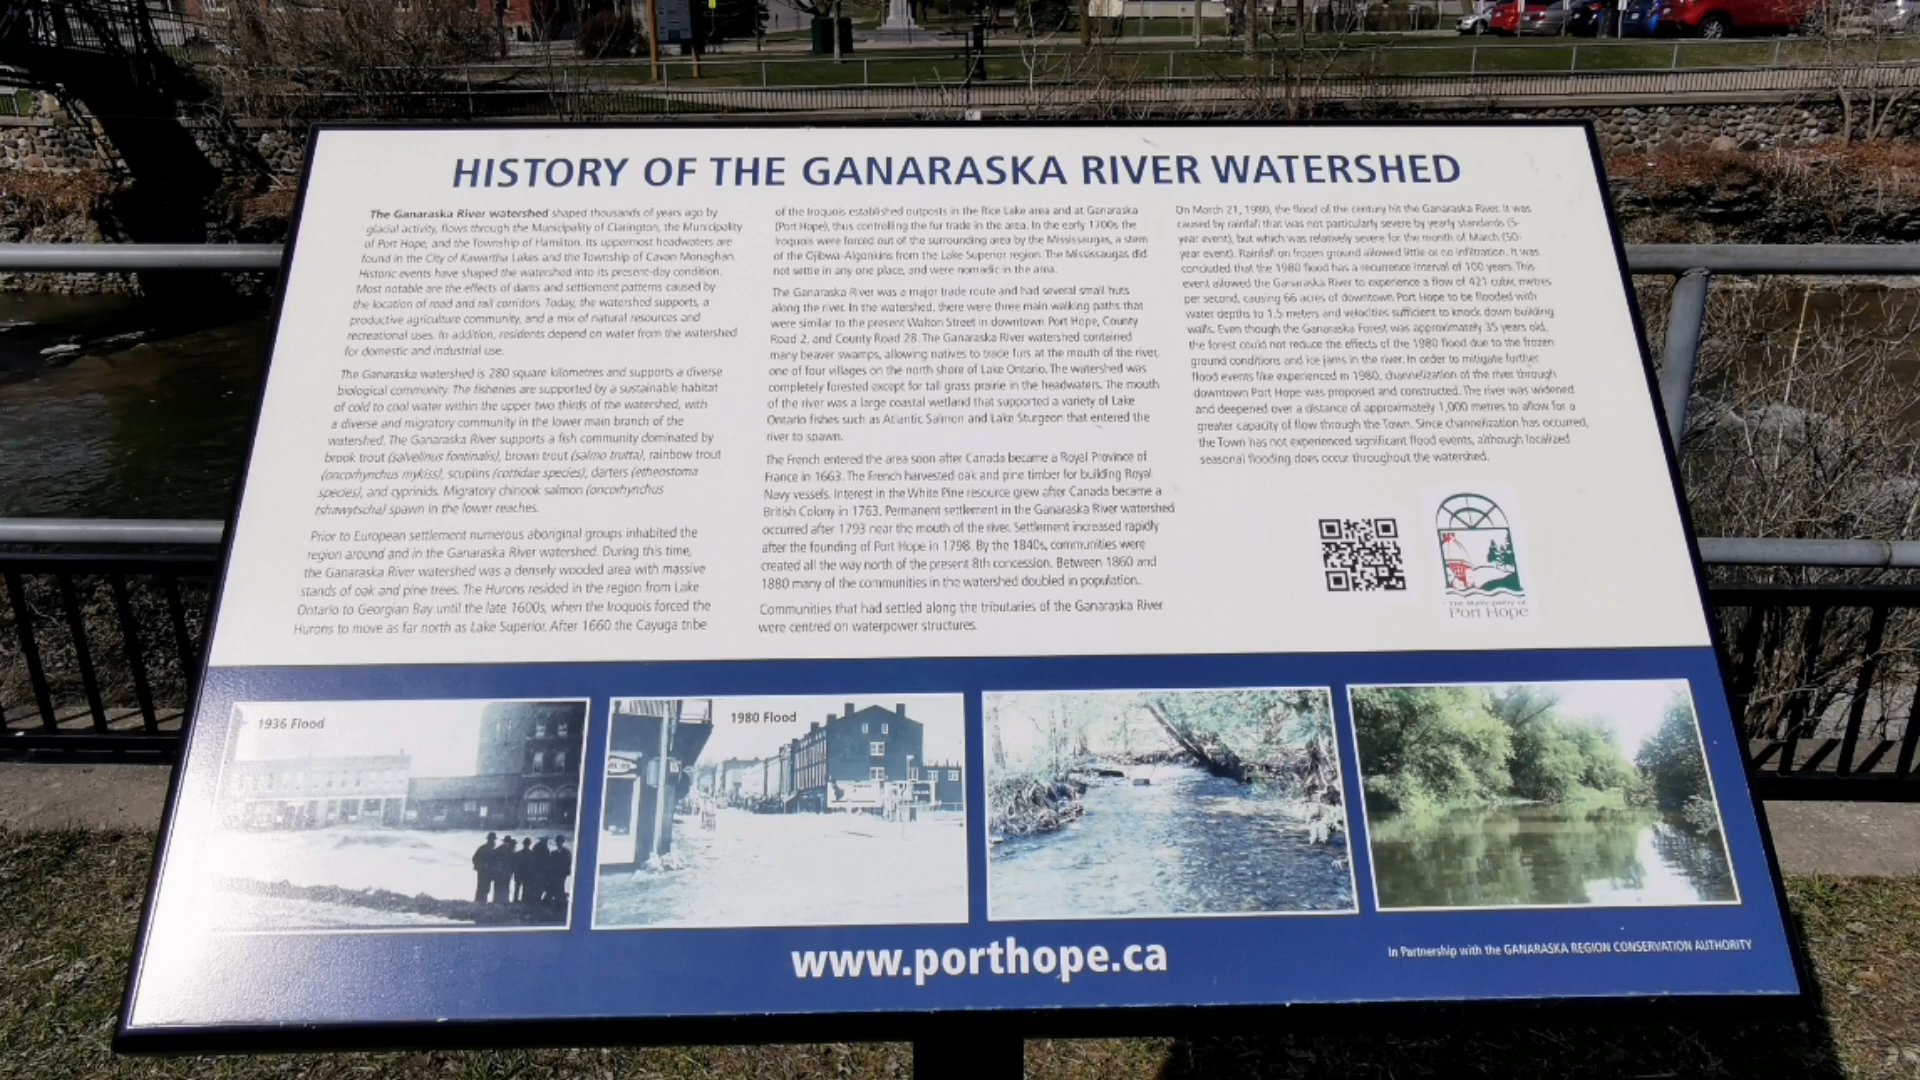 HISTORY OF THE GANARASKA RIVER WATERSHED
The Ganaraska River watershed shaped thousands of years ago by
glacial activity, flows through the Municipality of Clarington, the Municipality
of Port Hope, and the Township of Hamilton. Its uppermost headwaters are
found in the City of Kawartha Lakes and the Township of Cavan Monaghan.
Historic events have shaped the watershed into its present-day condition.
Most notable are the effects of dams and settlement patterns caused by
the location of road and rail corridors. Today, the watershed supports, a
productive agriculture community, and a mix of natural resources and
recreational uses. In addition, residents depend on water from the watershed
for domestic and industrial use.
The Ganaraska watershed is 280 square kilometres and supports a diverse
biological community. The fisheries are supported by a sustainable habitat
of cold to cool water within the upper two thirds of the watershed, with
a diverse and migratory community in the lower main branch of the
watershed. The Ganaraska River supports a fish community dominated by
brook trout (salvelinus fontinalis), brown trout (salmo trutta), rainbow trout
(oncorhynchus mykiss), sculpins (cottidae species), darters (etheostoma
species), and cyprinids. Migratory chinook salmon (oncorhynchus
tshawytscha) spawn in the lower reaches.
Prior to European settlement numerous aboriginal groups inhabited the
region around and in the Ganaraska River watershed. During this time,
the Ganaraska River watershed was a densely wooded area with massive
stands of oak and pine trees. The Hurons resided in the region from Lake
Ontario to Georgian Bay until the late 1600s, when the Iroquois forced the
Hurons to move as far north as Lake Superior. After 1660 the Cayuga tribe
of the Iroquois established outposts in the Rice Lake area and at Ganaraska
(Port Hope), thus controlling the fur trade in the area. In the early 1700s the
Iroquois were forced out of the surrounding area by the Mississaugas, a stem
of the Ojibwa-Algonkins from the Lake Superior region. The Mississaugas did
not settle in any one place, and were nomadic in the area.
The Ganaraska River was a major trade route and had several small huts
along the river. In the watershed, there were three main walking paths that
were similar to the present Walton Street in downtown Port Hope, County
Road 2, and County Road 28. The Ganaraska River watershed contained
many beaver swamps, allowing natives to trade furs at the mouth of the river,
one of four villages on the north shore of Lake Ontario. The watershed was
completely forested except for tall grass prairie in the headwaters. The mouth
of the river was a large coastal wetland that supported a variety of Lake
Ontario fishes such as Atlantic Salmon and Lake Sturgeon that entered the
river to spawn.
The French entered the area soon after Canada became a Royal Province of
France in 1663. The French harvested oak and pine timber for building Royal
Navy vessels. Interest in the White Pine resource grew after Canada became a
British Colony in 1763. Permanent settlement in the Ganaraska River watershed
occurred after 1793 near the mouth of the river. Settlement increased rapidly
after the founding of Port Hope in 1798. By the 1840s, communities were
created all the way north of the present 8th concession. Between 1860 and
1880 many of the communities in the watershed doubled in population.
Communities that had settled along the tributaries of the Ganaraska River
were centred on waterpower structures.
On March 21, 1980, the flood of the century hit the Ganaraska River. It was
caused by rainfall that was not particularly severe by yearly standards (5-
year event), but which was relatively severe for the month of March (50-
year event). Rainfall on frozen ground allowed little or no infiltration. It was
concluded that the 1980 flood has a recurrence interval of 100 years. This
event allowed the Ganaraska River to experience a flow of 421 cubic metres
per second, causing 66 acres of downtown Port Hope to be flooded with
water depths to 1.5 meters and velocities sufficient to knock down building
walls. Even though the Ganaraska Forest was approximately 35 years old,
the forest could not reduce the effects of the 1980 flood due to the frozen
ground conditions and ice jams in the river. In order to mitigate further
flood events like experienced in 1980, channelization of the river through
downtown Port Hope was proposed and constructed. The river was widened
and deepened over a distance of approximately 1,000 metres to allow for a
greater capacity of flow through the Town. Since channelization has occurred,
the Town has not experienced significant flood events, although localized
seasonal flooding does occur throughout the watershed.
The Municipality of
Port Hope
1936 Flood
1980 Flood
www.porthope.ca
In Partnership with the GANARASKA REGION CONSERVATION AUTHORITY